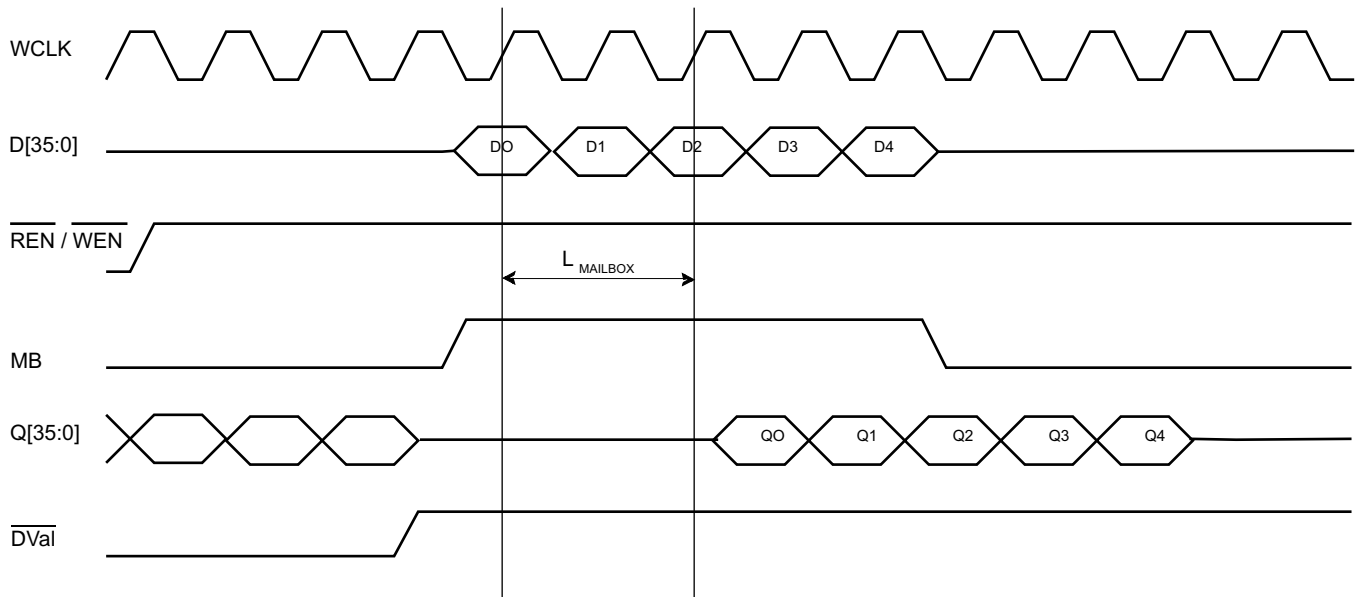 WCLK
D[35:0]
DO D1 D2 D3 D4
REN / WEN
L MAILBOX
MB
Q[35:0]
QO Q1 Q2 Q3 Q4
DVal